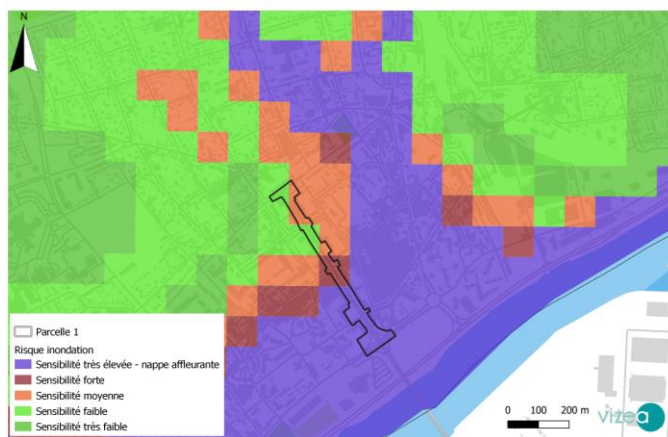 N
Parcelle 1
Risque inondation
Sensibilité très élevée - nappe affleurante
Sensibilité forte
Sensibilité moyenne
Sensibilité faible
Sensibilité très faible
0 100 200 m
vizea